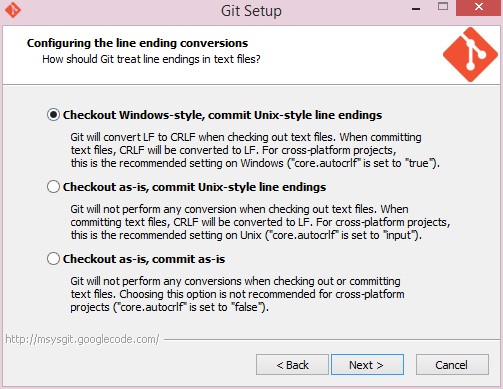 Git Setup
Configuring the line ending conversions
How should Git treat line endings in text files?
Checkout Windows-style, commit Unix-style line endings
Git will convert LF to CRLF when checking out text files. When committing
text files, CRLF will be converted to LF. For cross-platform projects,
this is the recommended setting on Windows ("core.autocrlf" is set to "true").
Checkout as-is, commit Unix-style line endings
Git will not perform any conversion when checking out text files. When
committing text files, CRLF will be converted to LF. For cross-platform projects,
this is the recommended setting on Unix ("core.autocrlf" is set to "input").
Checkout as-is, commit as-is
Git will not perform any conversions when checking out or committing
text files. Choosing this option is not recommended for cross-platform
projects ("core.autocrlf" is set to "false").
http://msysgit.googlecode.com/
< Back
Next >
Cancel